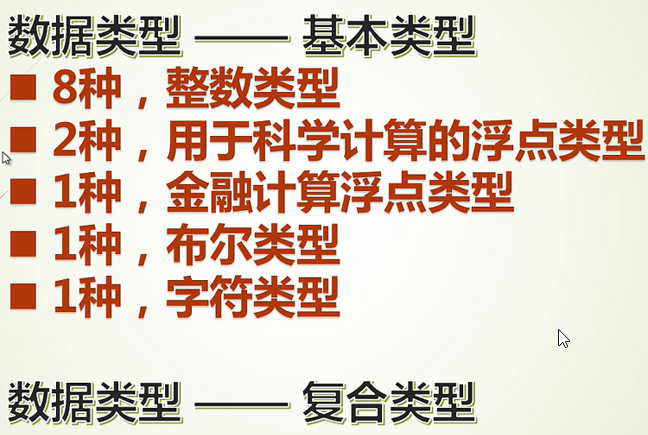 数据类型 —— 基本类型
■ 8种，整数类型
■ 2种，用于科学计算的浮点类型
■ 1种，金融计算浮点类型
■ 1种，布尔类型
■ 1种，字符类型
数据类型 —— 复合类型